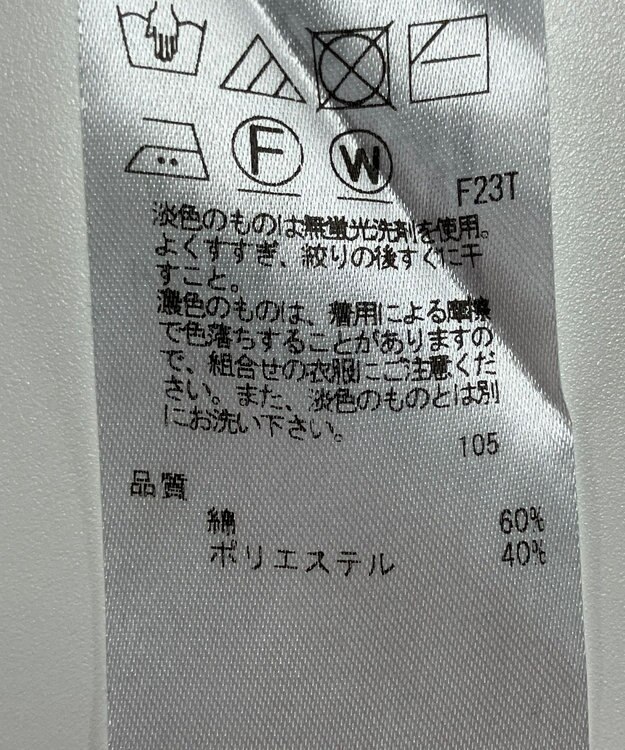 F W
F23T
淡色のものは無蛍光洗剤を使用。
よくすすぎ、絞りの後すぐに干
すこと。
濃色のものは、着用による摩擦
で色落ちすることがありますの
で、組合せの衣服にご注意くだ
さい。また、淡色のものとは別
にお洗い下さい。
105
品質
綿 60%
ポリエステル 40%